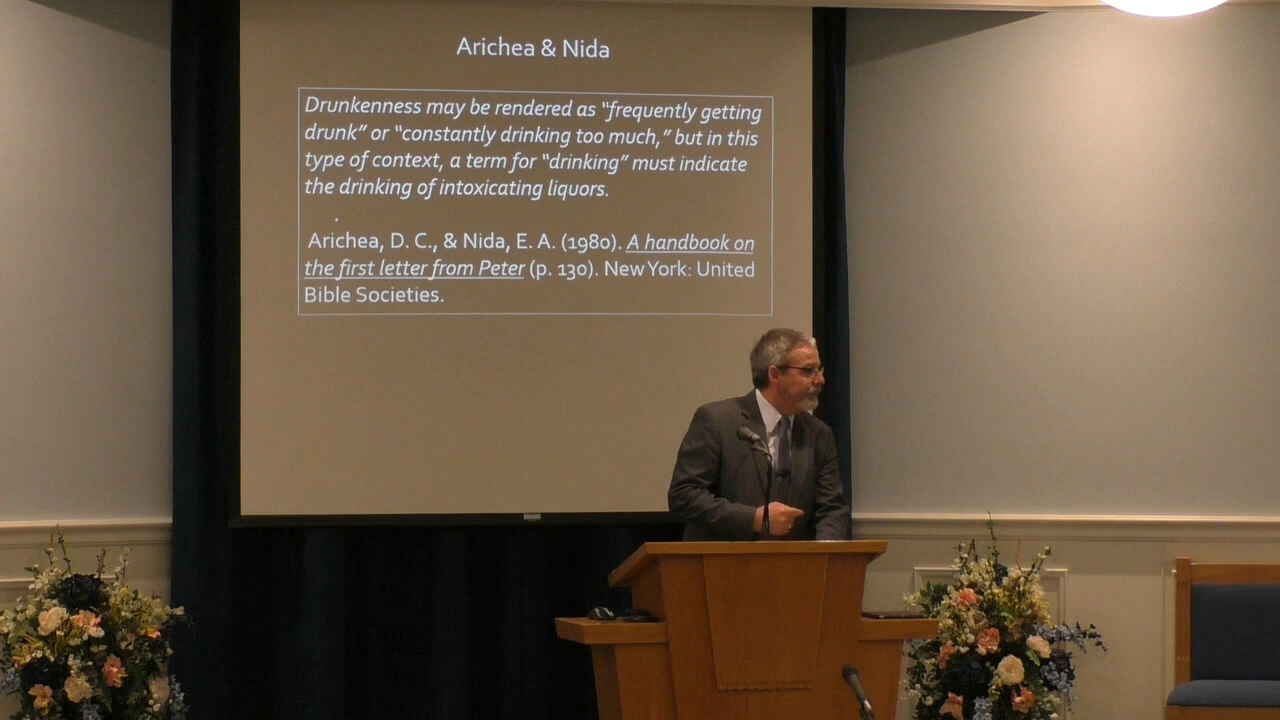 Arichea & Nida
Drunkenness may be rendered as “frequently getting
drunk” or “constantly drinking too much,” but in this
type of context, a term for “drinking” must indicate
the drinking of intoxicating liquors.
.
Arichea, D. C., & Nida, E. A. (1980). A handbook on
the first letter from Peter (p. 130). New York: United
Bible Societies.